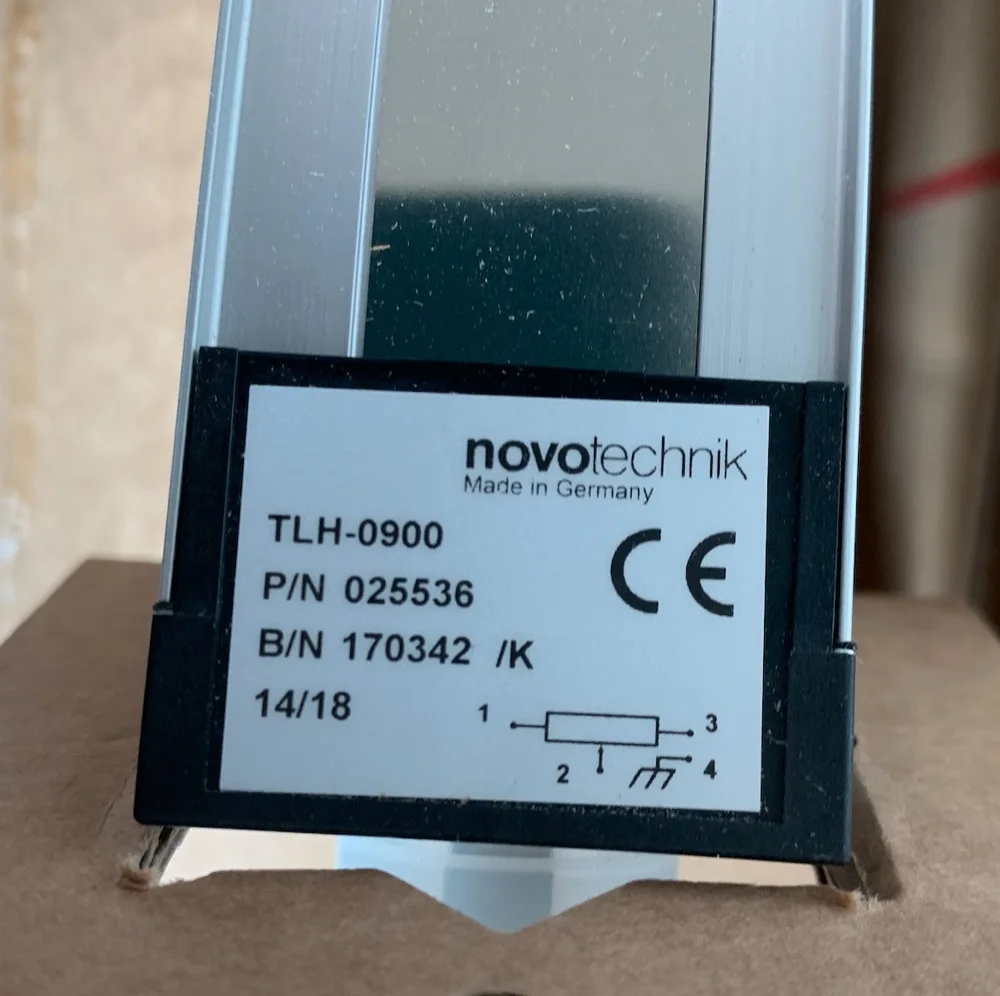 novotechnik
Made in Germany
TLH-0900
CE
P/N 025536
B/N 170342 /K
14/18
1
3
2
4